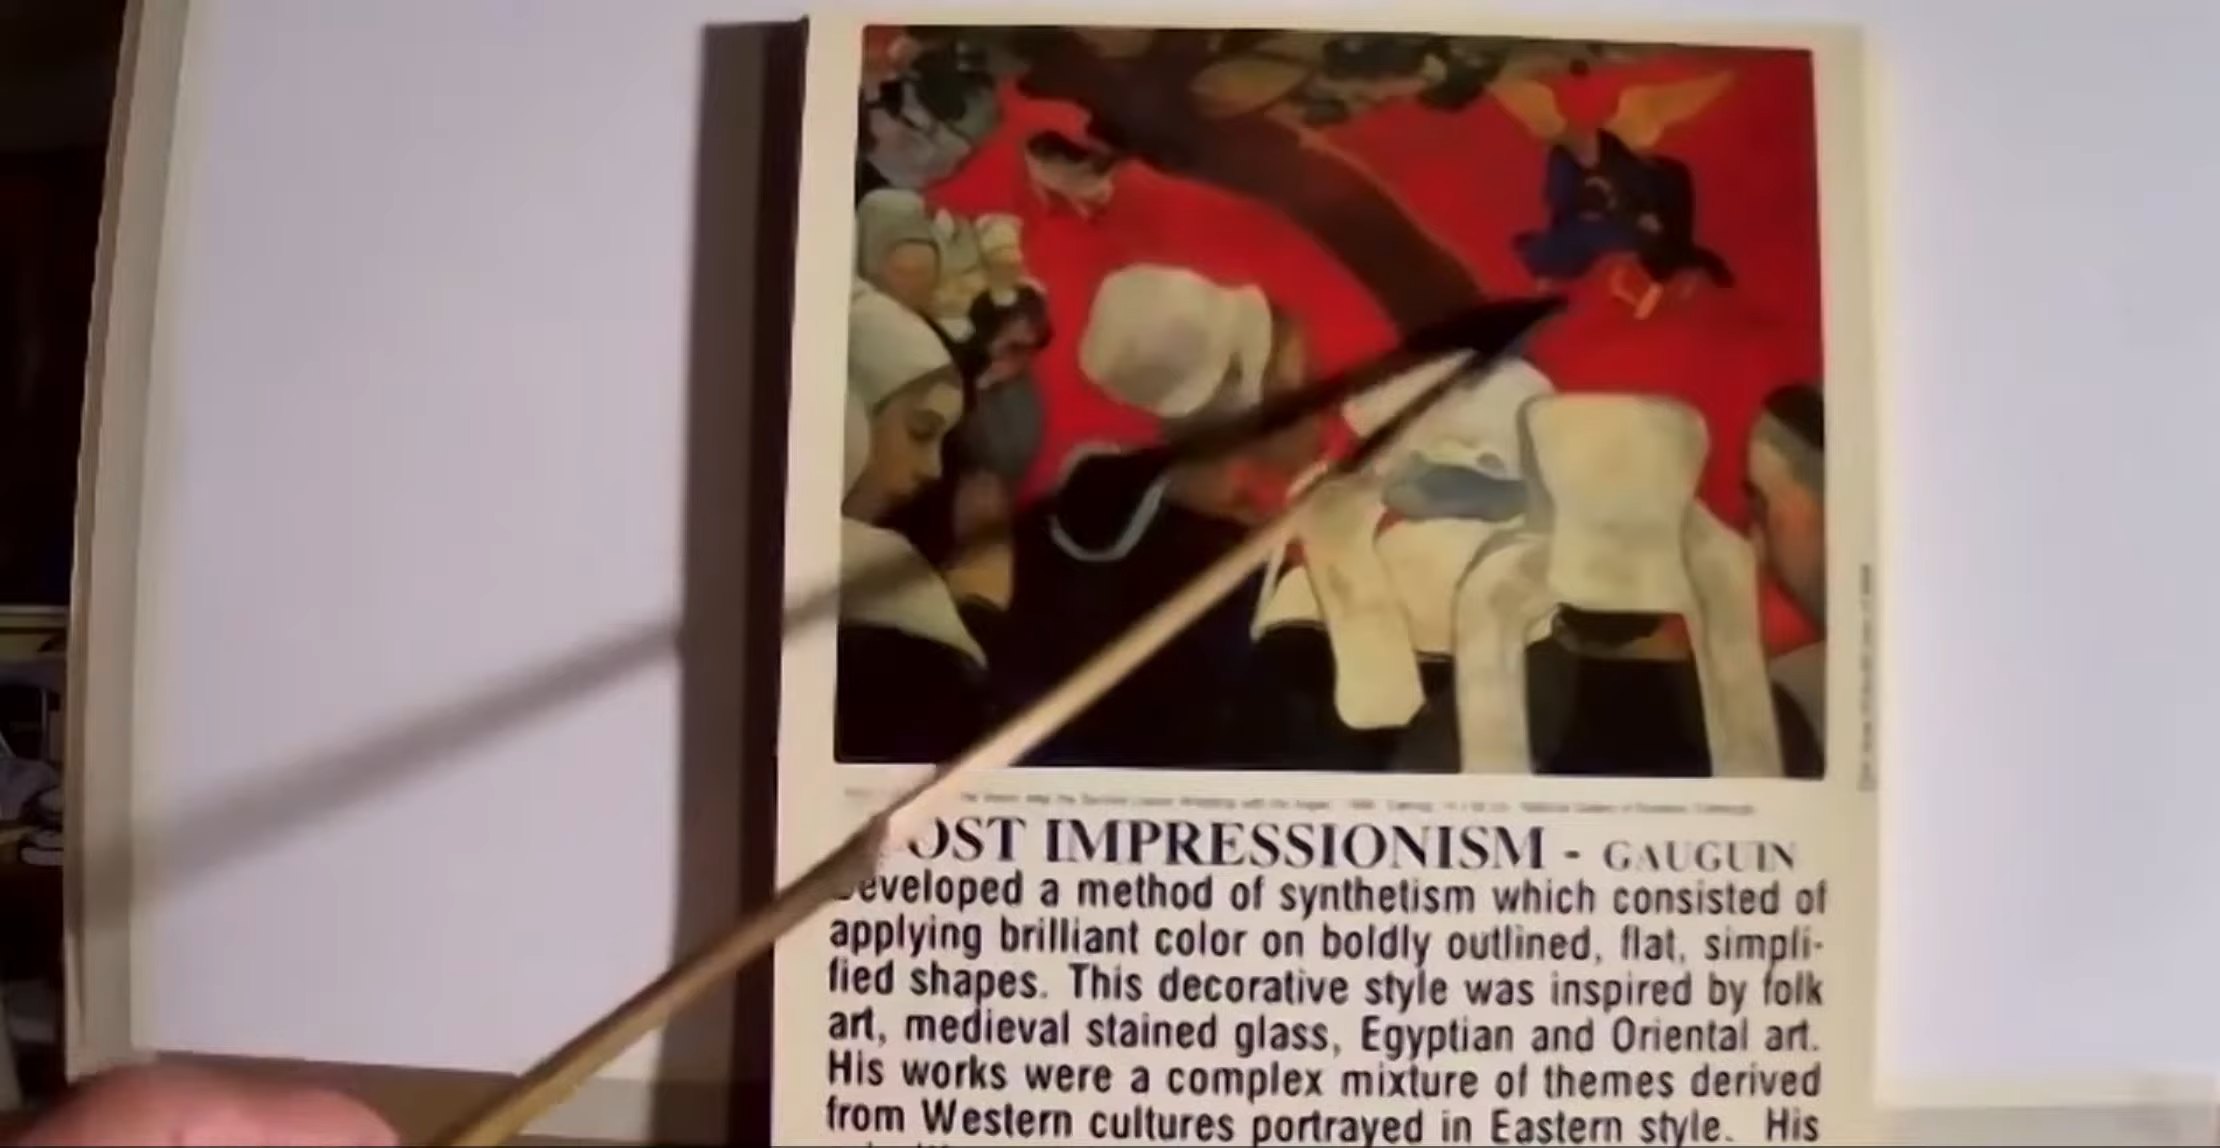 OST IMPRESSIONISM - GAUGUIN
eveloped a method of synthetism which consisted of
applying brilliant color on boldly outlined, flat, simpli-
fied shapes. This decorative style was inspired by folk
art, medieval stained glass, Egyptian and Oriental art.
His works were a complex mixture of themes derived
from Western cultures portrayed in Eastern style. His